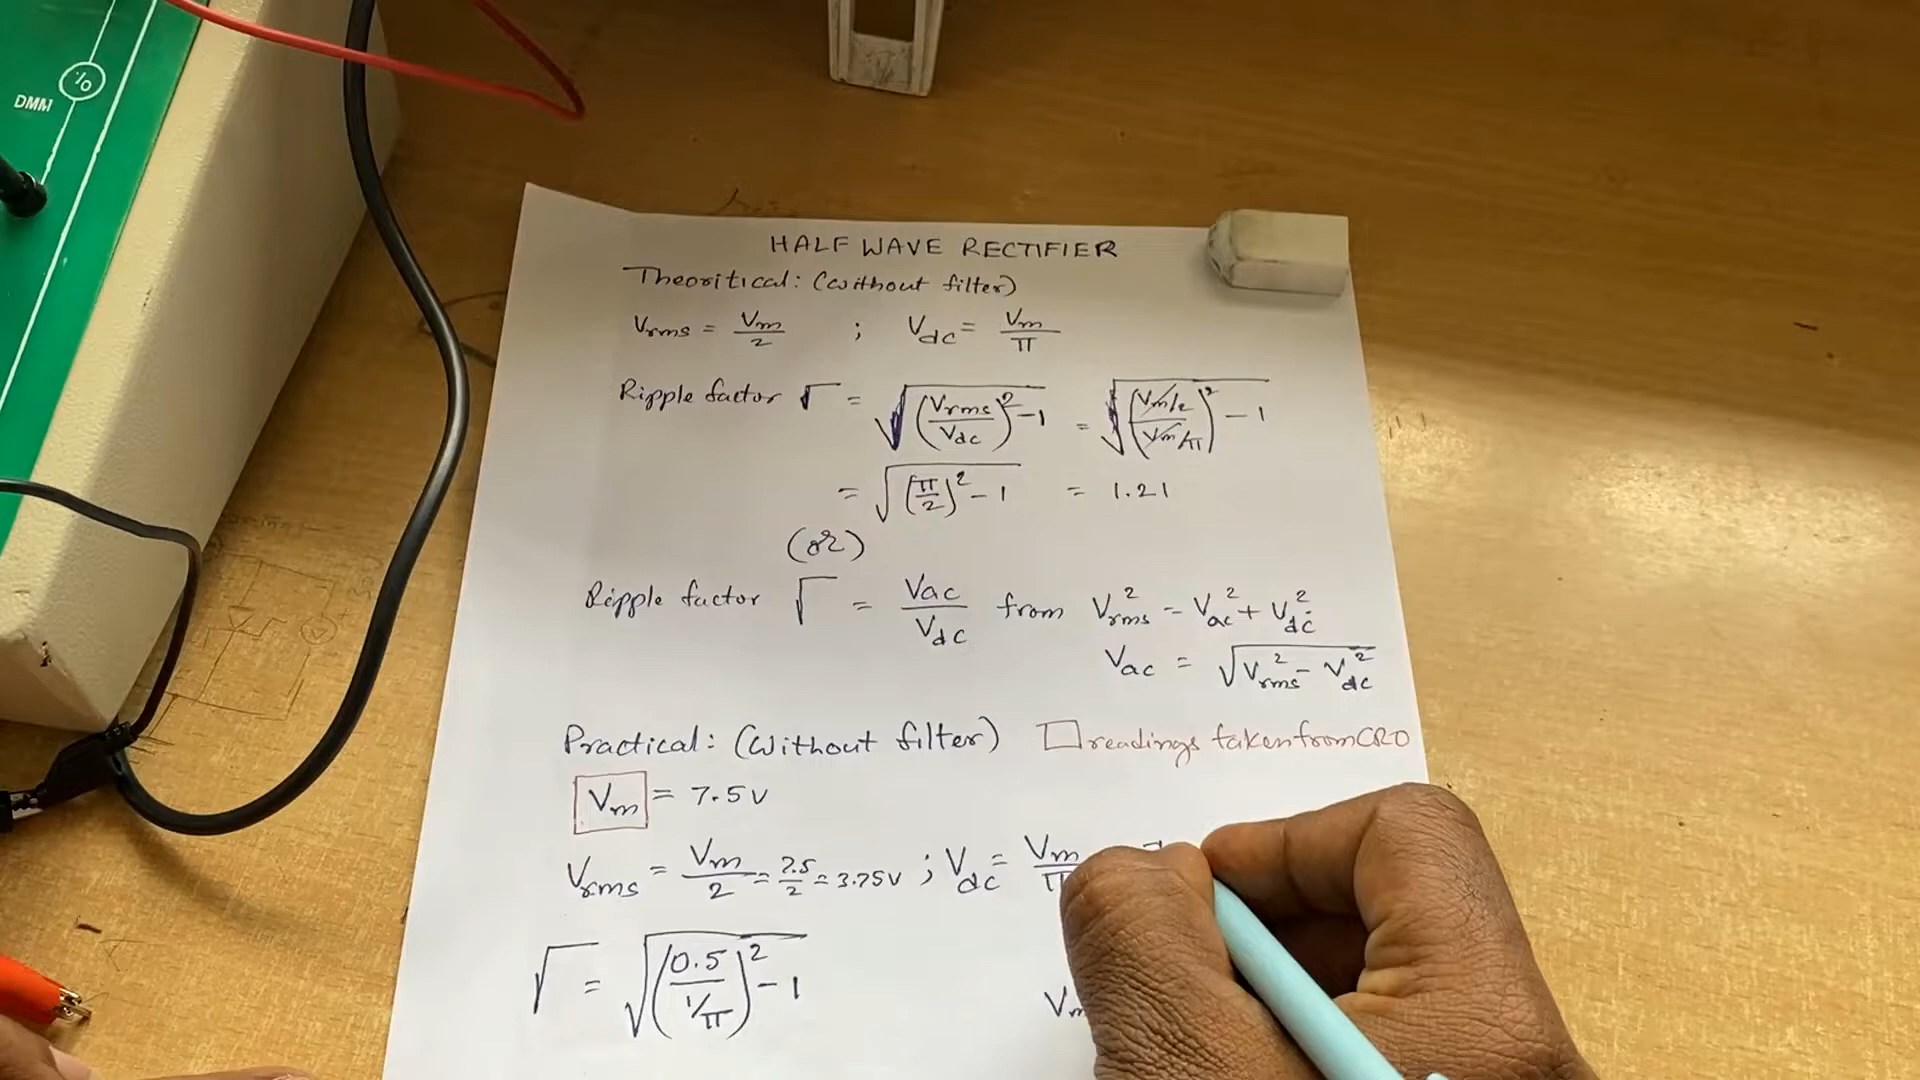 DMM
HALF WAVE RECTIFIER
Theoritical: (without filter)
Vrms = Vm/2 ; Vdc = Vm/π
Ripple factor Γ = √((Vrms/Vdc)² - 1) = √(((Vm/2)/(Vm/π))² - 1)
= √((π/2)² - 1) = 1.21
(or)
Ripple factor Γ = Vac/Vdc from Vrms² = Vac² + Vdc²
Vac = √(Vrms² - Vdc²)
Practical: (Without filter) □ readings taken from CRO
Vm = 7.5V
Vrms = Vm/2 = 7.5/2 = 3.75V ; Vdc = Vm/π
Γ = √((0.5/(1/π))² - 1)
Vm